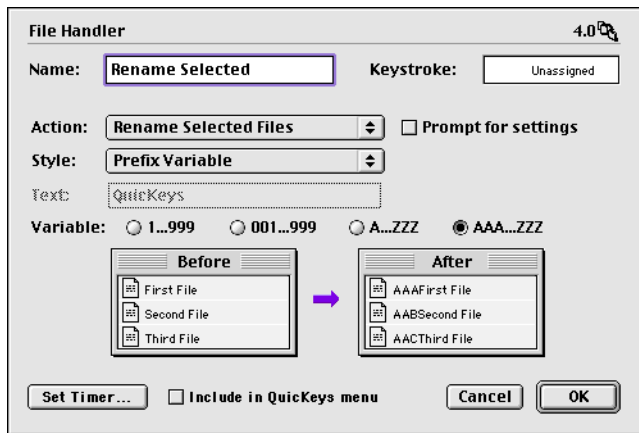 File Handler 4.0
Name: Rename Selected Keystroke: Unassigned
Action: Rename Selected Files Prompt for settings
Style: Prefix Variable
Text: QuicKeys
Variable: 1...999 001...999 A...ZZZ AAA...ZZZ
Before After
First File AAAFirst File
Second File AABSecond File
Third File AACThird File
Set Timer... Include in QuicKeys menu Cancel OK